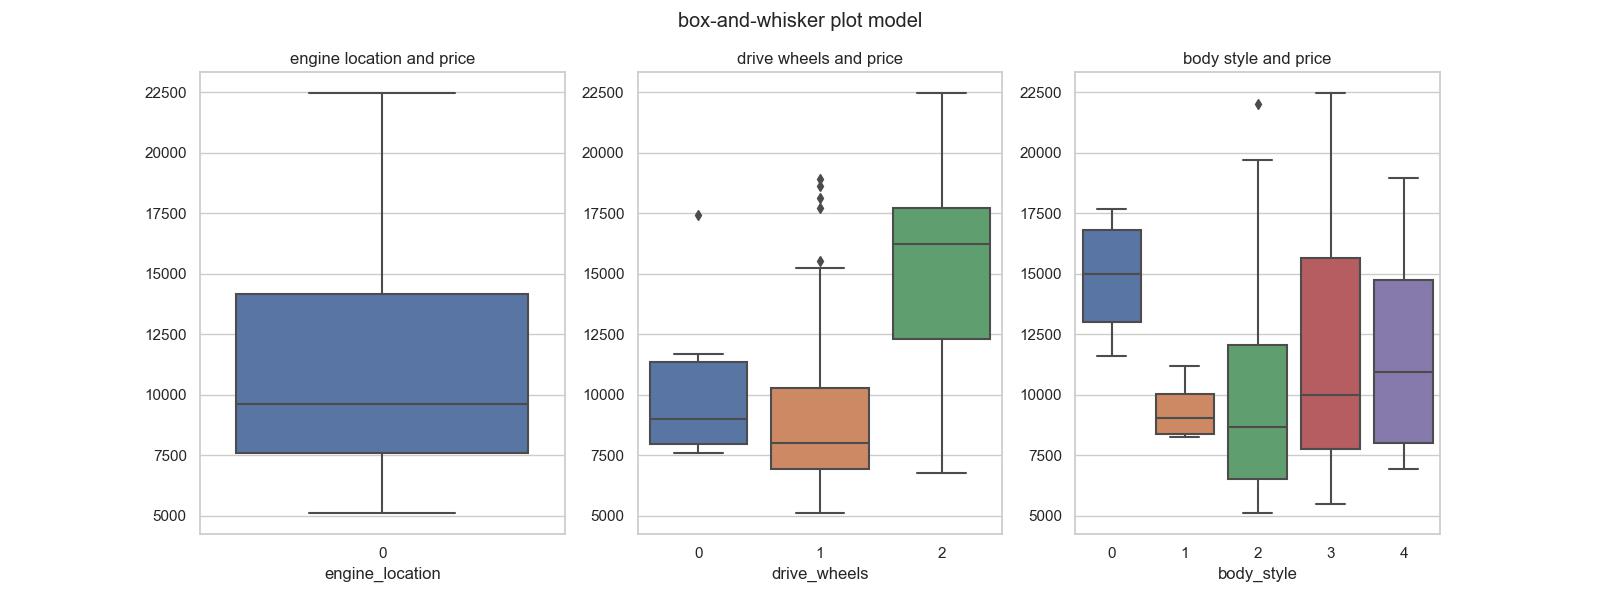 box-and-whisker plot model
engine location and price
22500
20000
17500
15000
12500
10000
7500
5000
0
engine_location
drive wheels and price
22500
20000
17500
15000
12500
10000
7500
5000
0 1 2
drive_wheels
body style and price
22500
20000
17500
15000
12500
10000
7500
5000
0 1 2 3 4
body_style